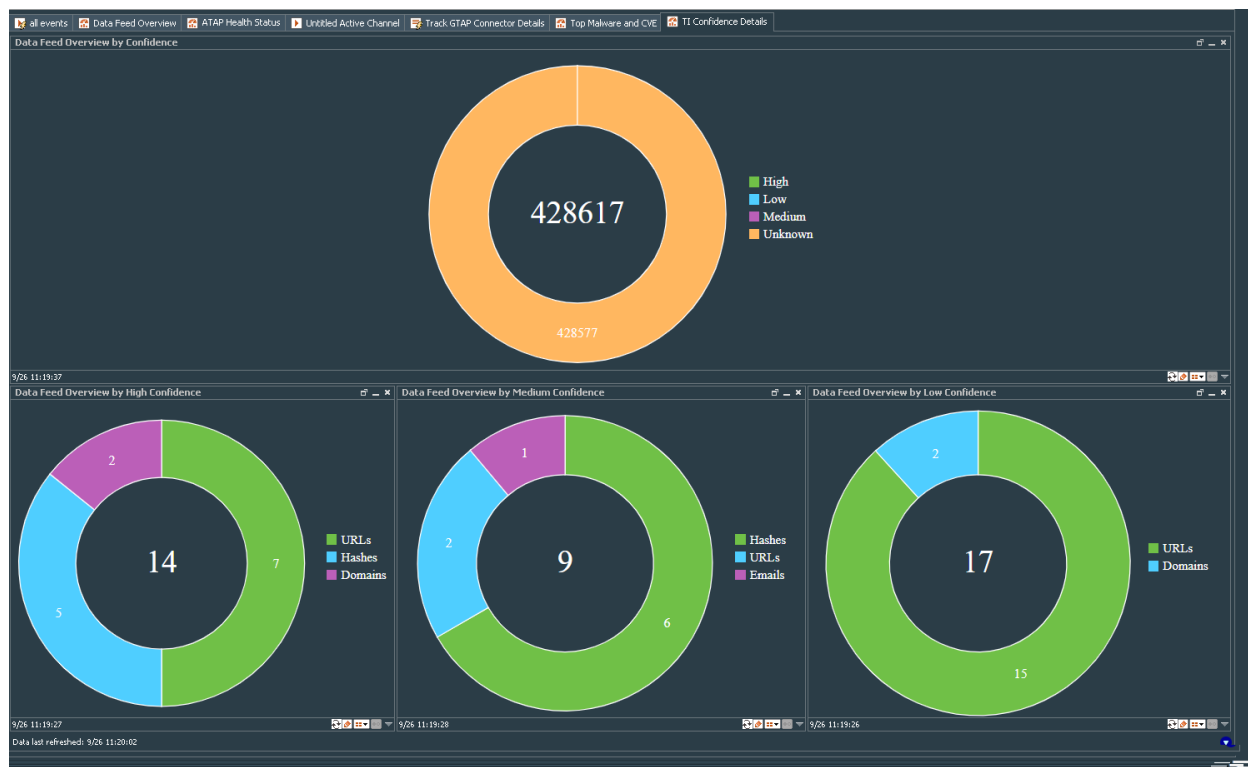 all events Data Feed Overview ATAP Health Status Untitled Active Channel Track GTAP Connector Details Top Malware and CVE TI Confidence Details
Data Feed Overview by Confidence
428617
High
Low
Medium
Unknown
428577
9/26 11:19:37
Data Feed Overview by High Confidence
2
7
5
14
URLs
Hashes
Domains
9/26 11:19:27
Data Feed Overview by Medium Confidence
1
2
6
9
Hashes
URLs
Emails
9/26 11:19:28
Data Feed Overview by Low Confidence
2
15
17
URLs
Domains
9/26 11:19:26
Data last refreshed: 9/26 11:20:02